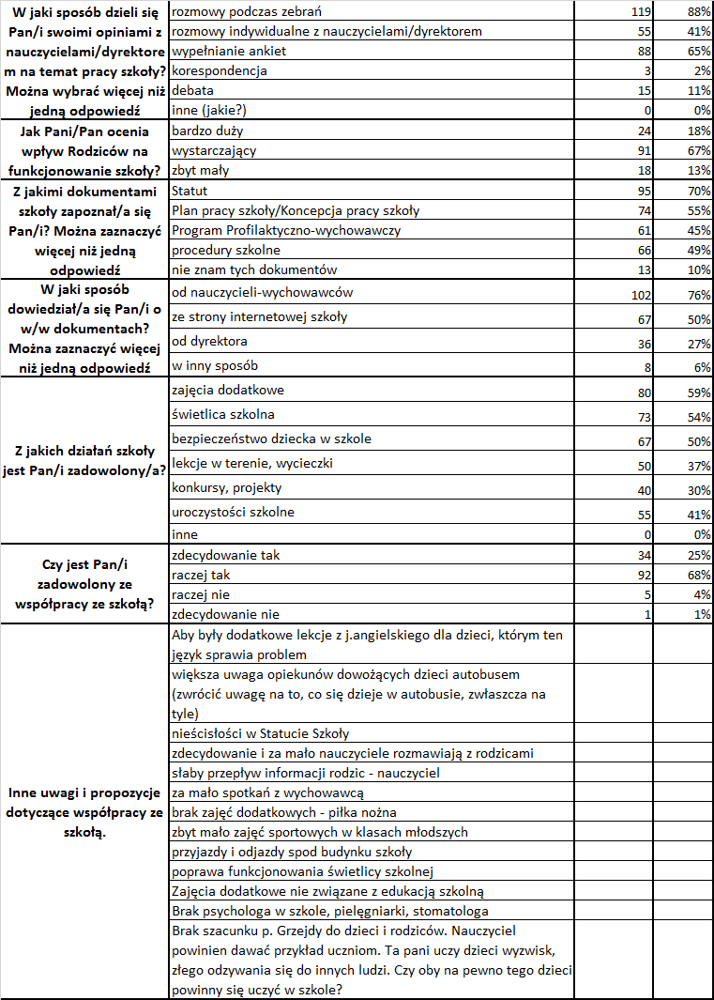 W jaki sposób dzieli się
Pan/i swoimi opiniami z
nauczycielami/dyrektore
m na temat pracy szkoły?
Można wybrać więcej niż
jedną odpowiedź
rozmowy podczas zebrań 119 88%
rozmowy indywidualne z nauczycielami/dyrektorem 55 41%
wypełnianie ankiet 88 65%
korespondencja 3 2%
debata 15 11%
inne (jakie?) 0 0%
Jak Pani/Pan ocenia
wpływ Rodziców na
funkcjonowanie szkoły?
bardzo duży 24 18%
wystarczający 91 67%
zbyt mały 18 13%
Z jakimi dokumentami
szkoły zapoznał/a się
Pan/i? Można zaznaczyć
więcej niż jedną
odpowiedź
Statut 95 70%
Plan pracy szkoły/Koncepcja pracy szkoły 74 55%
Program Profilaktyczno-wychowawczy 61 45%
procedury szkolne 66 49%
nie znam tych dokumentów 13 10%
W jaki sposób
dowiedział/a się Pan/i o
w/w dokumentach?
Można zaznaczyć więcej
niż jedną odpowiedź
od nauczycieli-wychowawców 102 76%
ze strony internetowej szkoły 67 50%
od dyrektora 36 27%
w inny sposób 8 6%
Z jakich działań szkoły
jest Pan/i zadowolony/a?
zajęcia dodatkowe 80 59%
świetlica szkolna 73 54%
bezpieczeństwo dziecka w szkole 67 50%
lekcje w terenie, wycieczki 50 37%
konkursy, projekty 40 30%
uroczystości szkolne 55 41%
inne 0 0%
Czy jest Pan/i
zadowolony ze
współpracy ze szkołą?
zdecydowanie tak 34 25%
raczej tak 92 68%
raczej nie 5 4%
zdecydowanie nie 1 1%
Inne uwagi i propozycje
dotyczące współpracy ze
szkołą.
Aby były dodatkowe lekcje z j.angielskiego dla dzieci, którym ten
język sprawia problem
większa uwaga opiekunów dowożących dzieci autobusem
(zwrócić uwagę na to, co się dzieje w autobusie, zwłaszcza na
tyle)
nieścisłości w Statucie Szkoły
zdecydowanie i za mało nauczyciele rozmawiają z rodzicami
słaby przepływ informacji rodzic - nauczyciel
za mało spotkań z wychowawcą
brak zajęć dodatkowych - piłka nożna
zbyt mało zajęć sportowych w klasach młodszych
przyjazdy i odjazdy spod budynku szkoły
poprawa funkcjonowania świetlicy szkolnej
Zajęcia dodatkowe nie związane z edukacją szkolną
Brak psychologa w szkole, pielęgniarki, stomatologa
Brak szacunku p. Grzejdy do dzieci i rodziców. Nauczyciel
powinien dawać przykład uczniom. Ta pani uczy dzieci wyzwisk,
złego odzywania się do innych ludzi. Czy oby na pewno tego dzieci
powinny się uczyć w szkole?